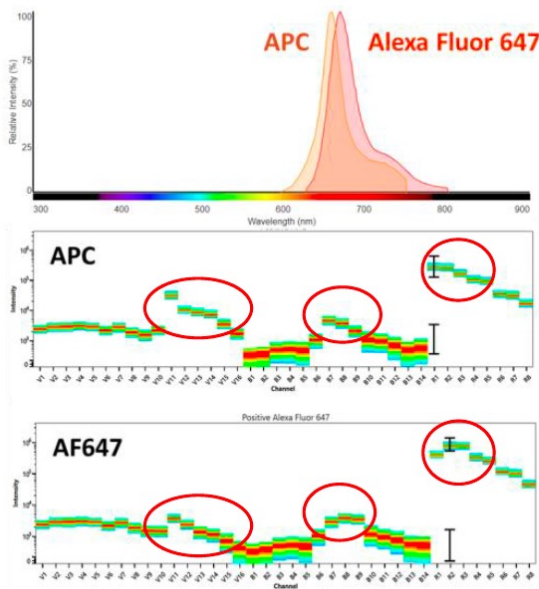 APC Alexa Fluor 647
Relative Intensity (%)
100
75
50
25
0
300 400 500 600 700 800 900
Wavelength (nm)
APC
Intensity
0
V1 V2 V3 V4 V5 V6 V7 V8 V9 V10 V11 V12 V13 V14 V15 V16 B1 B2 B3 B4 B5 B6 B7 B8 B9 B10 B11 B12 B13 B14 R1 R2 R3 R4 R5 R6 R7 R8
Channel
Positive Alexa Fluor 647
AF647
Intensity
0
V1 V2 V3 V4 V5 V6 V7 V8 V9 V10 V11 V12 V13 V14 V15 V16 B1 B2 B3 B4 B5 B6 B7 B8 B9 B10 B11 B12 B13 B14 R1 R2 R3 R4 R5 R6 R7 R8
Channel